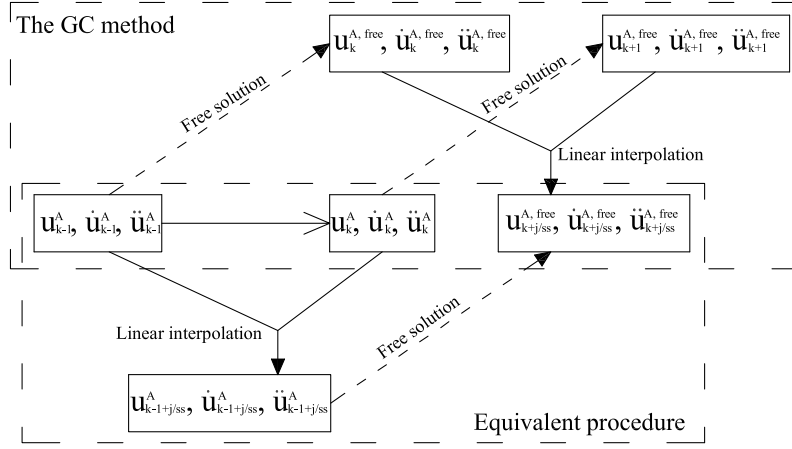 The GC method
u_k^{A, free}, u̇_k^{A, free}, ü_k^{A, free}
u_{k+1}^{A, free}, u̇_{k+1}^{A, free}, ü_{k+1}^{A, free}
Free solution
Free solution
Linear interpolation
u_{k-1}^A, u̇_{k-1}^A, ü_{k-1}^A
u_k^A, u̇_k^A, ü_k^A
u_{k+j/ss}^{A, free}, u̇_{k+j/ss}^{A, free}, ü_{k+j/ss}^{A, free}
Linear interpolation
Free solution
u_{k-1+j/ss}^A, u̇_{k-1+j/ss}^A, ü_{k-1+j/ss}^A
Equivalent procedure